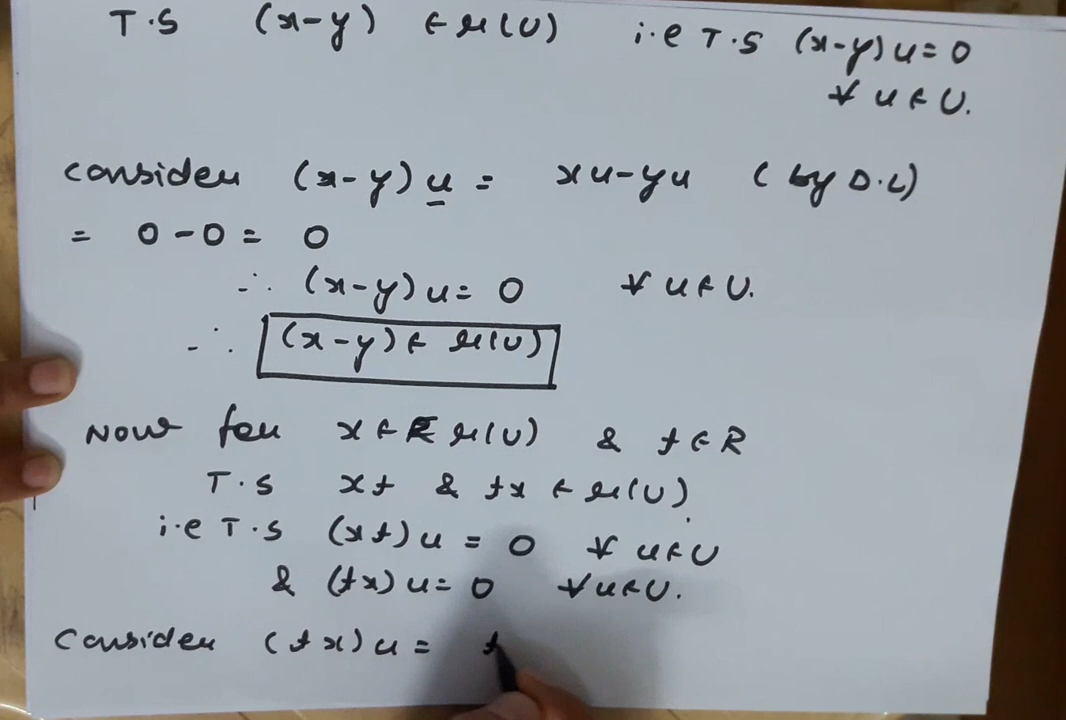 T.S (x-y) ∈ r(U) i.e T.S (x-y)u=0
∀ u∈U.
consider (x-y)u = xu-yu (by D.L)
= 0-0 = 0
∴ (x-y)u = 0 ∀ u∈U.
∴ (x-y)∈ r(U)
Now for x∈ r(U) & t∈R
T.S xt & tx ∈ r(U).
i.e T.S (xt)u = 0 ∀ u∈U
& (tx)u = 0 ∀u∈U.
Consider (tx)u = t